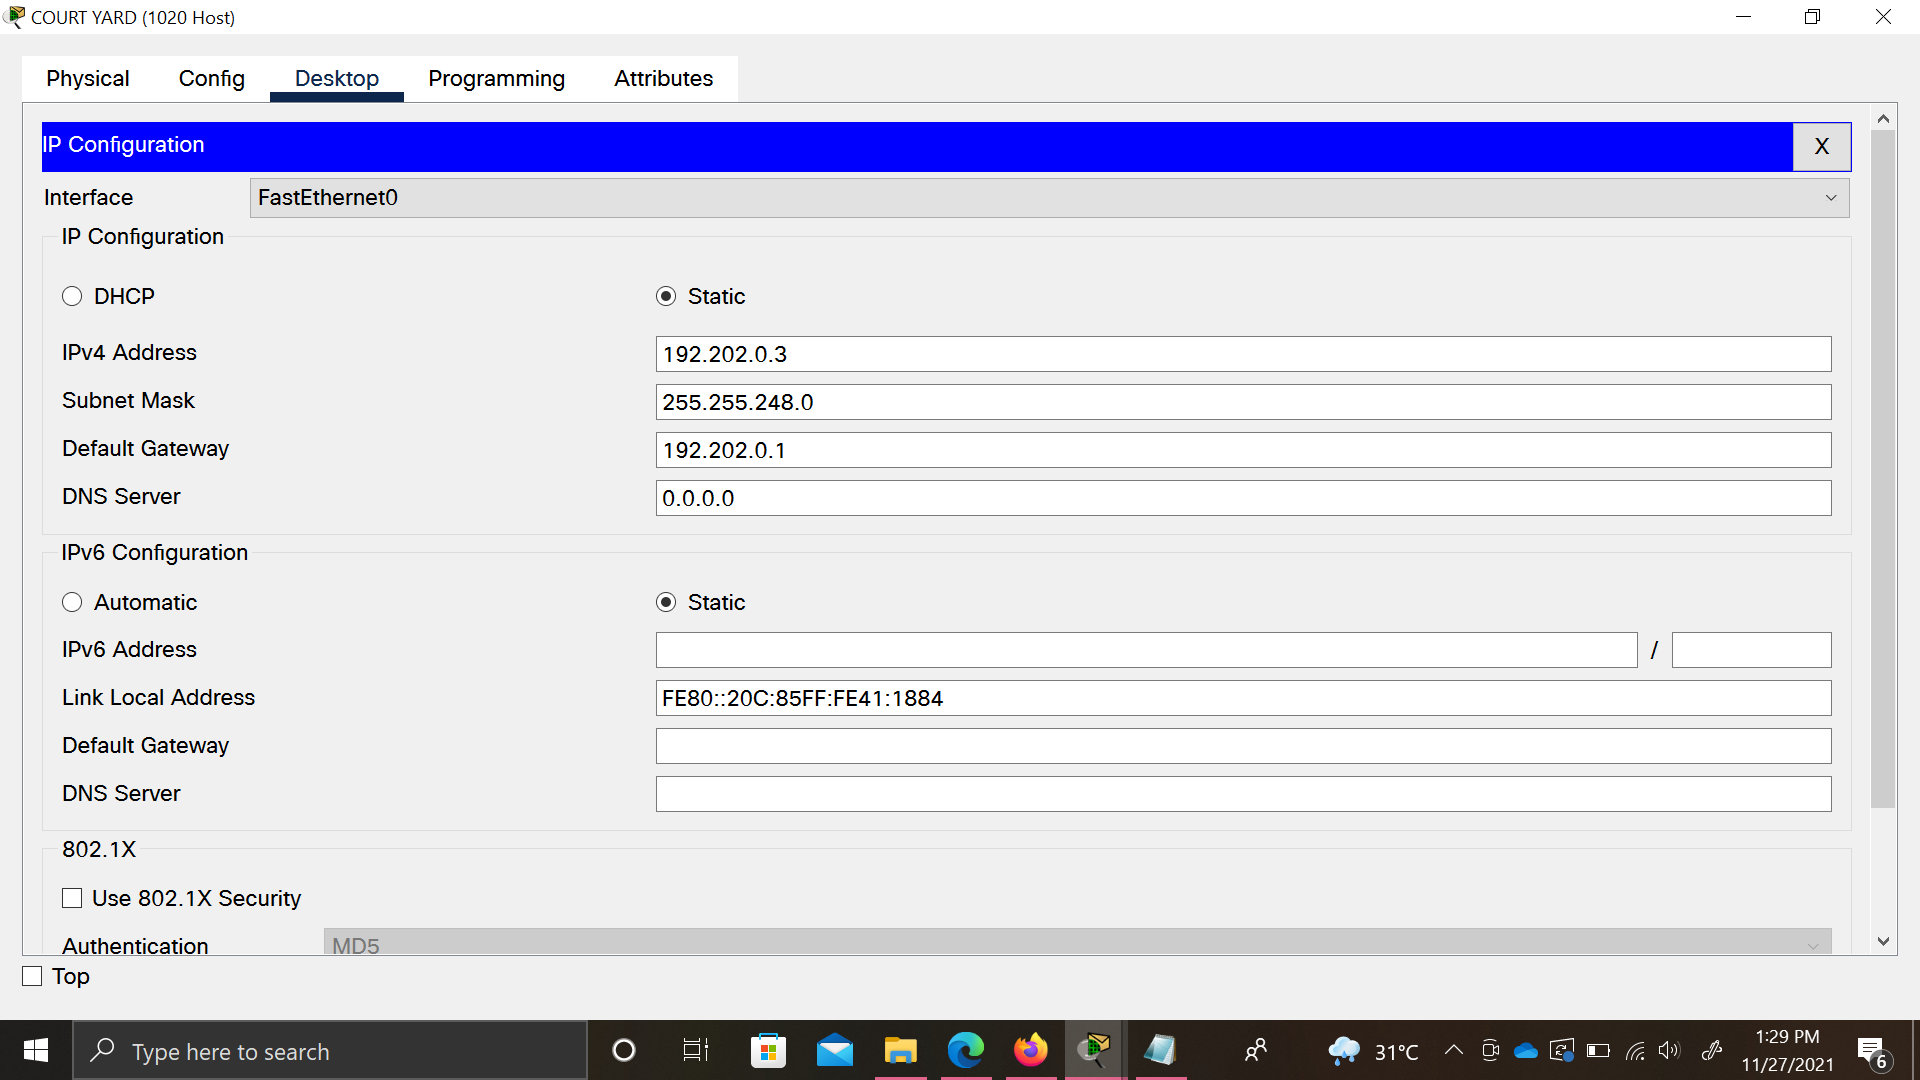 COURT YARD (1020 Host)
Physical Config Desktop Programming Attributes
IP Configuration X
Interface FastEthernet0
IP Configuration
DHCP Static
IPv4 Address 192.202.0.3
Subnet Mask 255.255.248.0
Default Gateway 192.202.0.1
DNS Server 0.0.0.0
IPv6 Configuration
Automatic Static
IPv6 Address /
Link Local Address FE80::20C:85FF:FE41:1884
Default Gateway
DNS Server
802.1X
Use 802.1X Security
Authentication MD5
Top
Type here to search 31°C 1:29 PM
11/27/2021 6